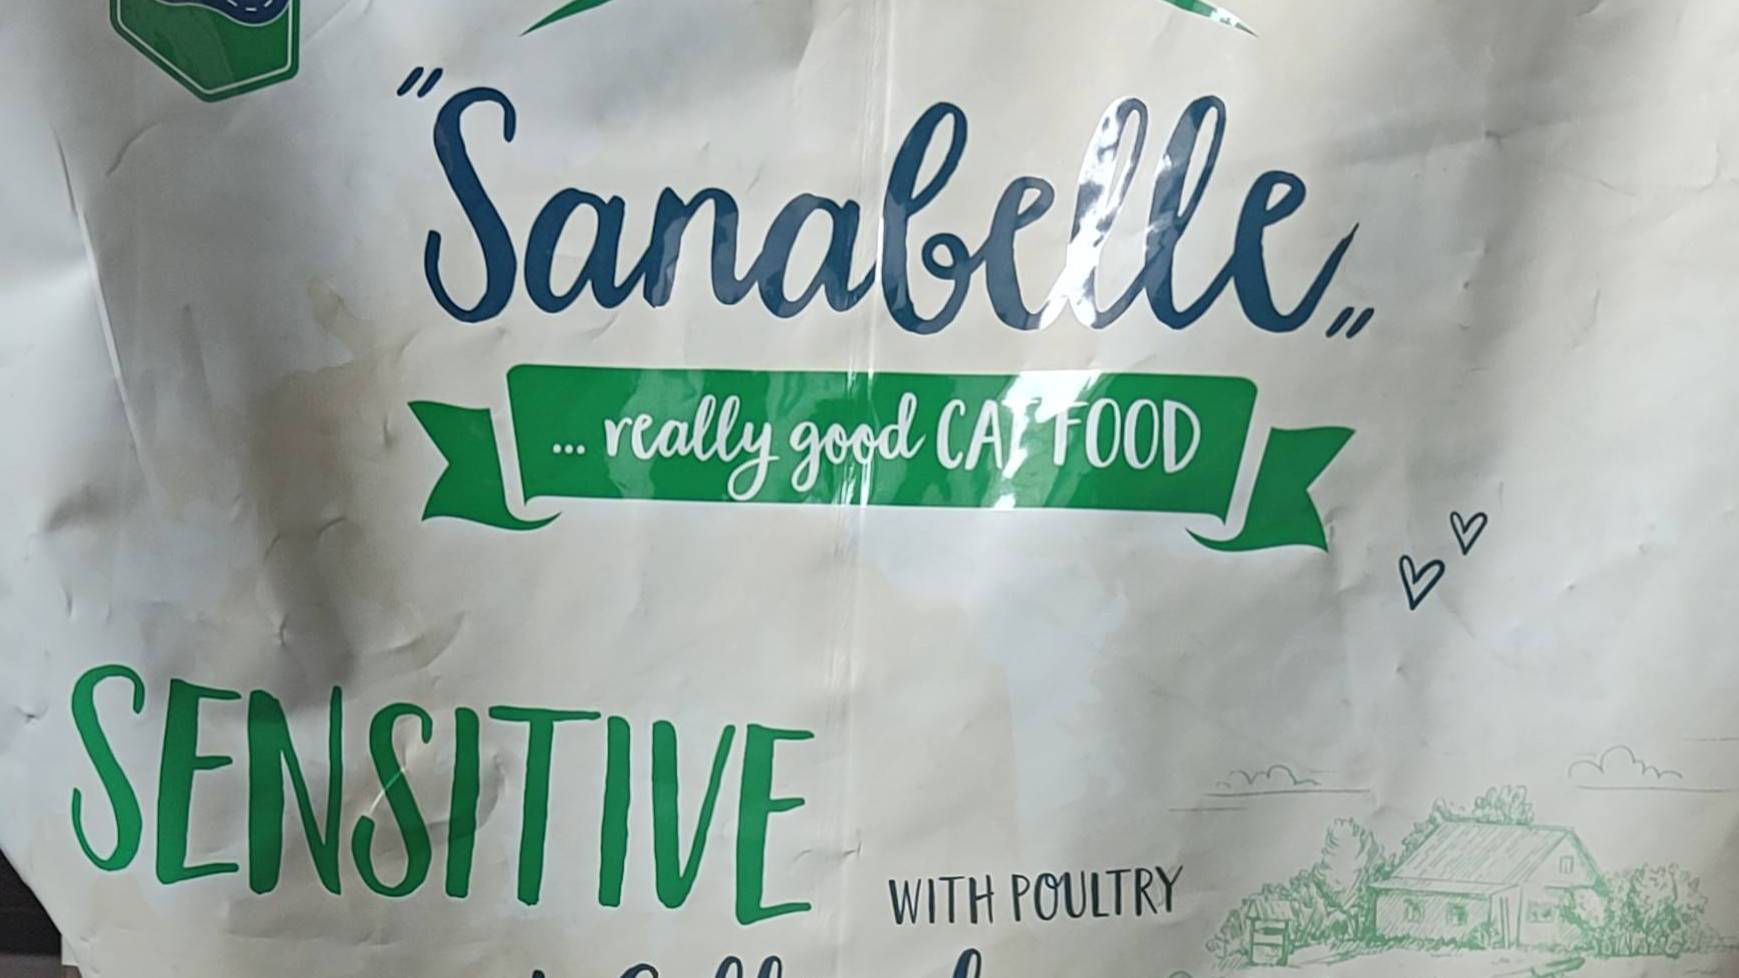 "Sanabelle„
... really good CAT FOOD
SENSITIVE
WITH POULTRY